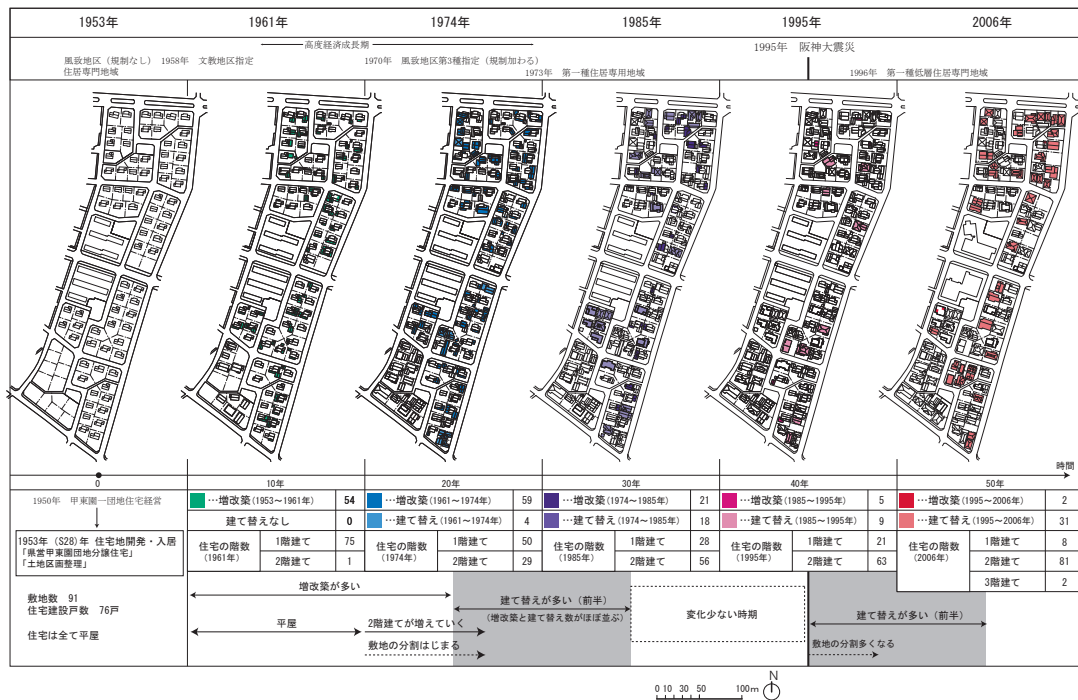 1953年 1961年 1974年 1985年 1995年 2006年
高度経済成長期
1995年 阪神大震災
風致地区（規制なし） 1958年 文教地区指定 1970年 風致地区第3種指定（規制加わる）
住居専門地域
1973年 第一種住居専用地域 1996年 第一種低層住居専門地域
時間
0 10年 20年 30年 40年 50年
1950年 甲東園一団地住宅経営
1953年（S28）年 住宅地開発・入居
「県営甲東園団地分譲住宅」
「土地区画整理」
…増改築（1953～1961年） 54
建て替えなし 0
住宅の階数（1961年） 1階建て 75
2階建て 1
…増改築（1961～1974年） 59
…建て替え（1961～1974年） 4
住宅の階数（1974年） 1階建て 50
2階建て 29
…増改築（1974～1985年） 21
…建て替え（1974～1985年） 18
住宅の階数（1985年） 1階建て 28
2階建て 56
…増改築（1985～1995年） 5
…建て替え（1985～1995年） 9
住宅の階数（1995年） 1階建て 21
2階建て 63
…増改築（1995～2006年） 2
…建て替え（1995～2006年） 31
住宅の階数（2006年） 1階建て 8
2階建て 81
3階建て 2
敷地数 91
住宅建設戸数 76戸
住宅は全て平屋
増改築が多い
平屋
2階建てが増えていく
敷地の分割はじまる
建て替えが多い（前半）
（増改築と建て替え数がほぼ並ぶ）
変化少ない時期
建て替えが多い（前半）
敷地の分割多くなる
0 10 30 50 100m
N